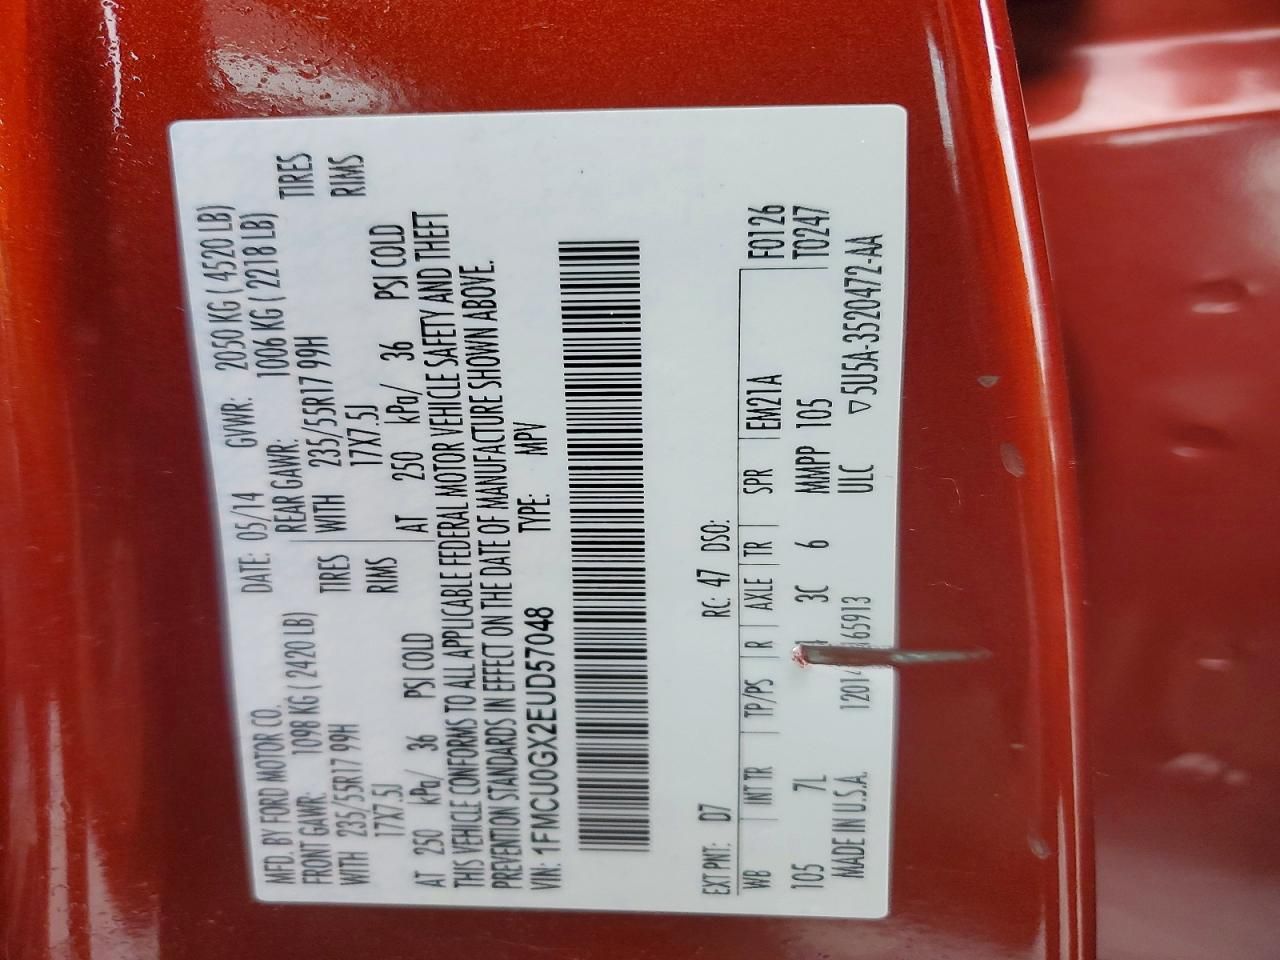 MFD. BY FORD MOTOR CO.
DATE: 05/14 GVWR: 2050 KG ( 4520 LB)
FRONT GAWR: 1098 KG ( 2420 LB) REAR GAWR: 1006 KG ( 2218 LB)
WITH 235/55R17 99H TIRES WITH 235/55R17 99H TIRES
17X7.5J RIMS 17X7.5J RIMS
AT 250 kPa/ 36 PSI COLD AT 250 kPa/ 36 PSI COLD
THIS VEHICLE CONFORMS TO ALL APPLICABLE FEDERAL MOTOR VEHICLE SAFETY AND THEFT
PREVENTION STANDARDS IN EFFECT ON THE DATE OF MANUFACTURE SHOWN ABOVE.
VIN: 1FMCU0GX2EUD57048 TYPE: MPV
EXT PNT: D7 RC: 47 DSO:
WB INT TR TP/PS R AXLE TR SPR EM21A F0126
105 7L 3C 6 MMPP 105 T0247
MADE IN U.S.A. 65913 ULC ▽5U5A-3520472-AA